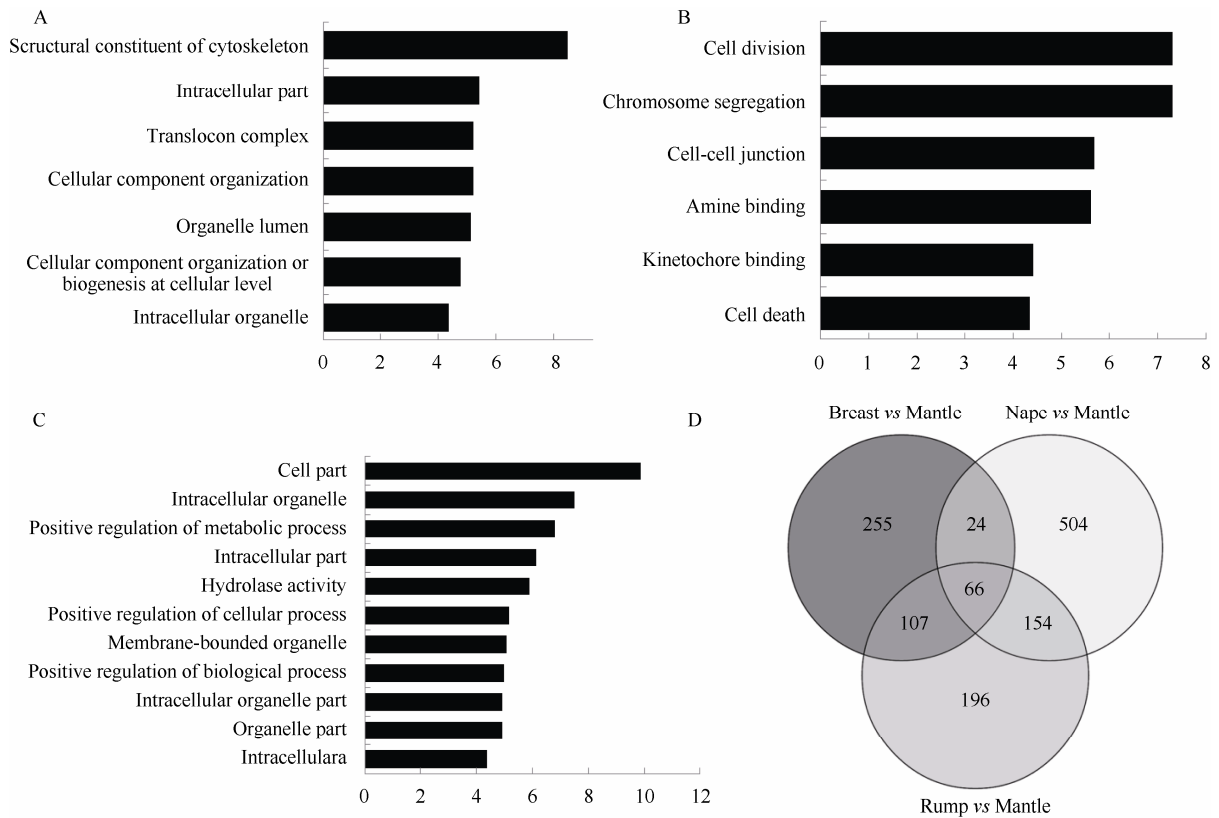 A
Scructural constituent of cytoskeleton
Intracellular part
Translocon complex
Cellular component organization
Organelle lumen
Cellular component organization or
biogenesis at cellular level
Intracellular organelle
0 2 4 6 8
B
Cell division
Chromosome segregation
Cell-cell junction
Amine binding
Kinetochore binding
Cell death
0 1 2 3 4 5 6 7 8
C
Cell part
Intracellular organelle
Positive regulation of metabolic process
Intracellular part
Hydrolase activity
Positive regulation of cellular process
Membrane-bounded organelle
Positive regulation of biological process
Intracellular organelle part
Organelle part
Intracellulara
0 2 4 6 8 10 12
D
Breast vs Mantle
Nape vs Mantle
255 24 504
66
107 154
196
Rump vs Mantle